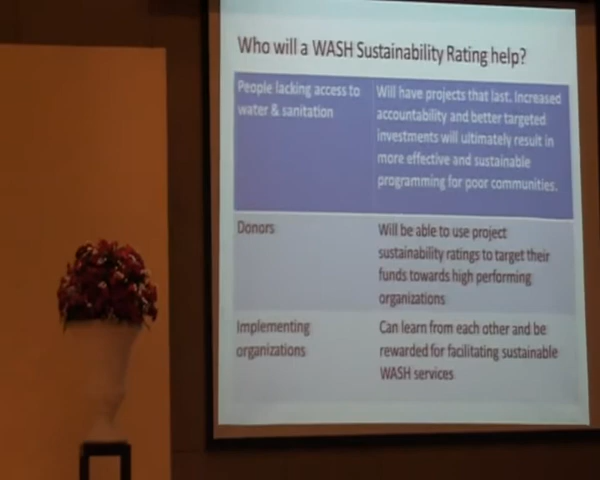 Who will a WASH Sustainability Rating help?
People lacking access to
water & sanitation
Will have projects that last. Increased
accountability and better targeted
investments will ultimately result in
more effective and sustainable
programming for poor communities.
Donors
Will be able to use project
sustainability ratings to target their
funds towards high performing
organizations
Implementing
organizations
Can learn from each other and be
rewarded for facilitating sustainable
WASH services